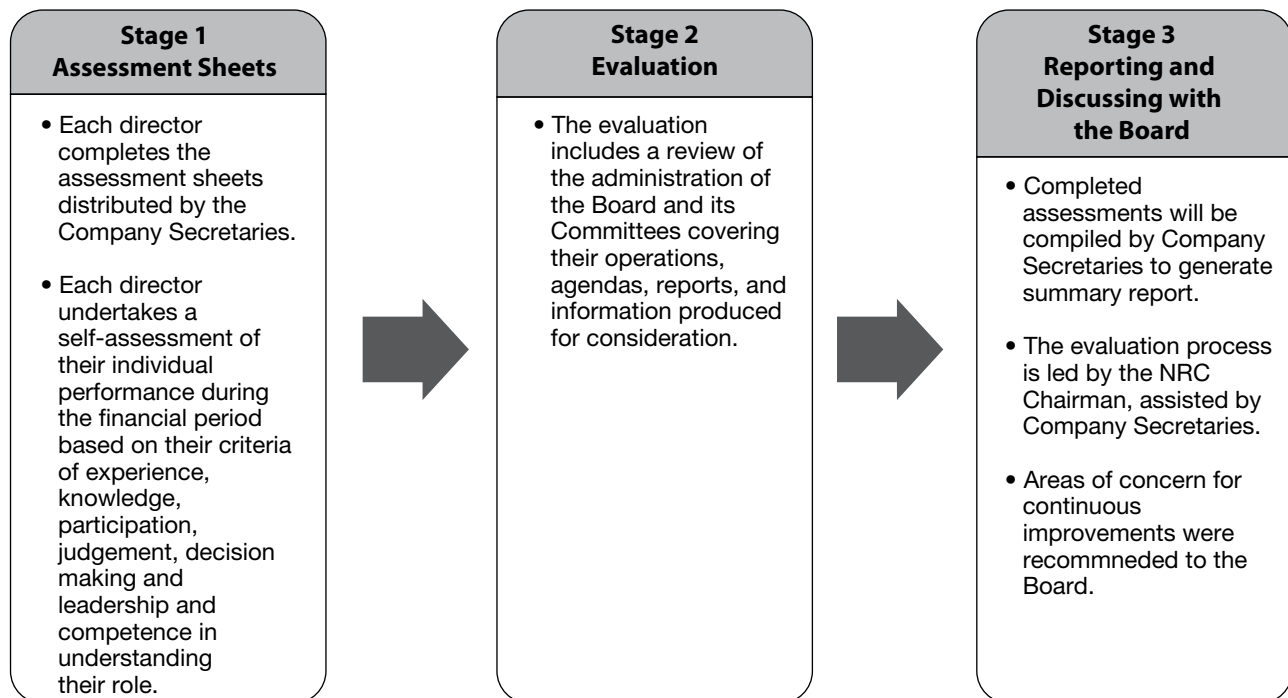 Stage 1
Assessment Sheets
• Each director
completes the
assessment sheets
distributed by the
Company Secretaries.
• Each director
undertakes a
self-assessment of
their individual
performance during
the financial period
based on their criteria
of experience,
knowledge,
participation,
judgement, decision
making and
leadership and
competence in
understanding
their role.
Stage 2
Evaluation
• The evaluation
includes a review of
the administration of
the Board and its
Committees covering
their operations,
agendas, reports, and
information produced
for consideration.
Stage 3
Reporting and
Discussing with
the Board
• Completed
assessments will be
compiled by Company
Secretaries to generate
summary report.
• The evaluation process
is led by the NRC
Chairman, assisted by
Company Secretaries.
• Areas of concern for
continuous
improvements were
recommneded to the
Board.